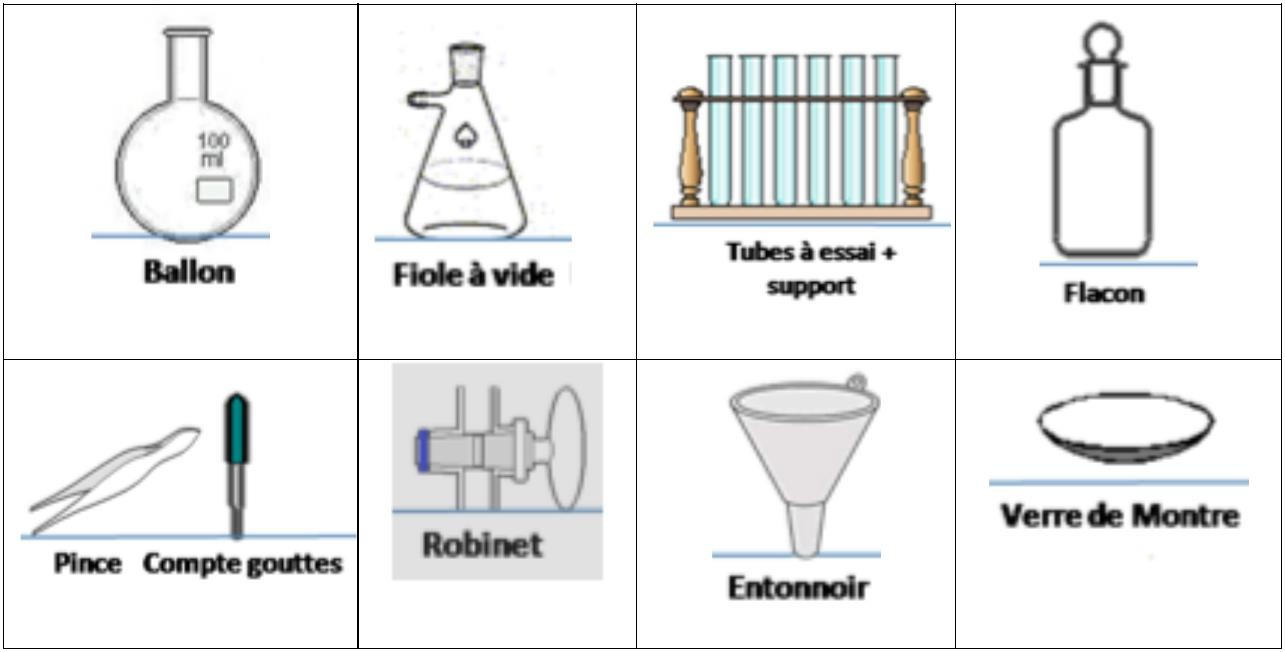 100
ml
Ballon
Fiole à vide
Tubes à essai +
support
Flacon
Pince Compte gouttes
Robinet
Entonnoir
Verre de Montre